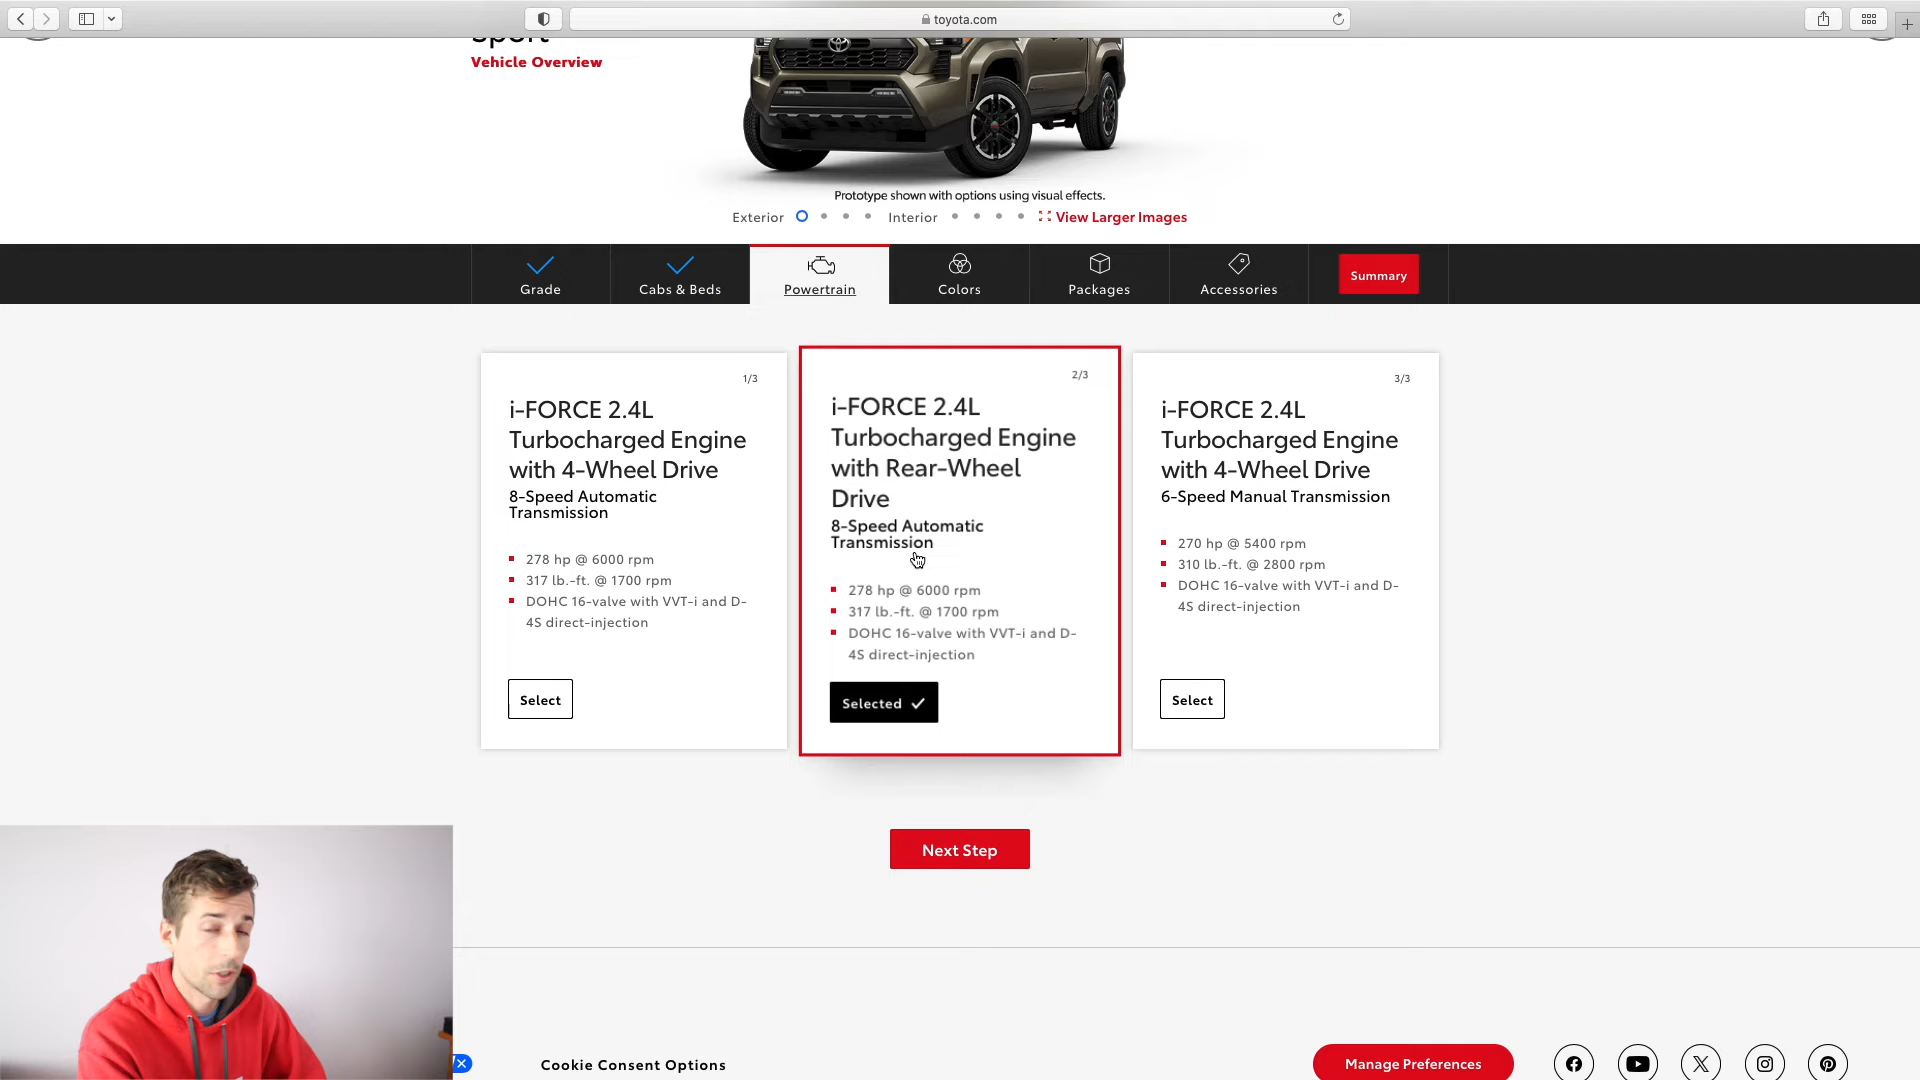 toyota.com
Sport
Vehicle Overview
Prototype shown with options using visual effects.
Exterior
Interior
View Larger Images
Grade
Cabs & Beds
Powertrain
Colors
Packages
Accessories
Summary
1/3
i-FORCE 2.4L
Turbocharged Engine
with 4-Wheel Drive
8-Speed Automatic
Transmission
278 hp @ 6000 rpm
317 lb.-ft. @ 1700 rpm
DOHC 16-valve with VVT-i and D-
4S direct-injection
Select
2/3
i-FORCE 2.4L
Turbocharged Engine
with Rear-Wheel
Drive
8-Speed Automatic
Transmission
278 hp @ 6000 rpm
317 lb.-ft. @ 1700 rpm
DOHC 16-valve with VVT-i and D-
4S direct-injection
Selected
3/3
i-FORCE 2.4L
Turbocharged Engine
with 4-Wheel Drive
6-Speed Manual Transmission
270 hp @ 5400 rpm
310 lb.-ft. @ 2800 rpm
DOHC 16-valve with VVT-i and D-
4S direct-injection
Select
Next Step
Cookie Consent Options
Manage Preferences